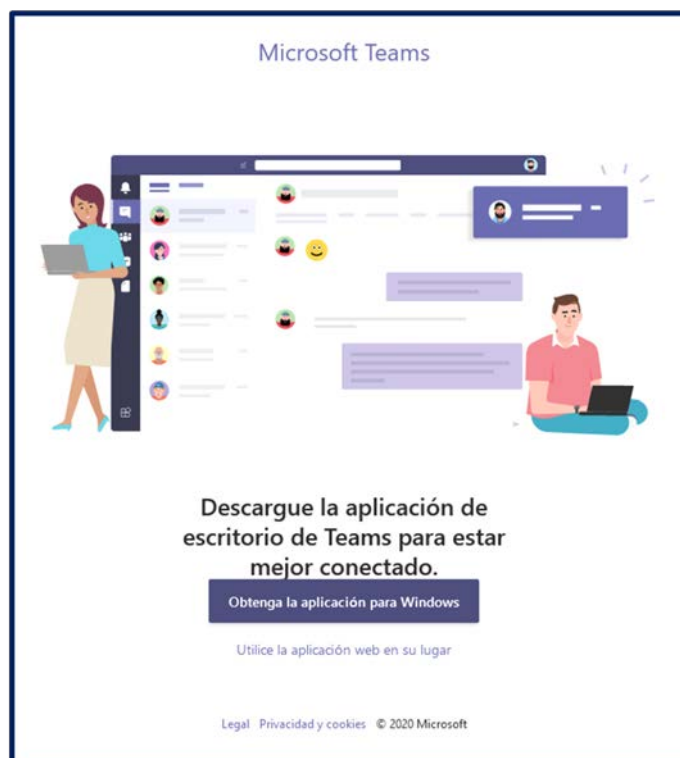 Microsoft Teams
Descargue la aplicación de
escritorio de Teams para estar
mejor conectado.
Obtenga la aplicación para Windows
Utilice la aplicación web en su lugar
Legal Privacidad y cookies © 2020 Microsoft